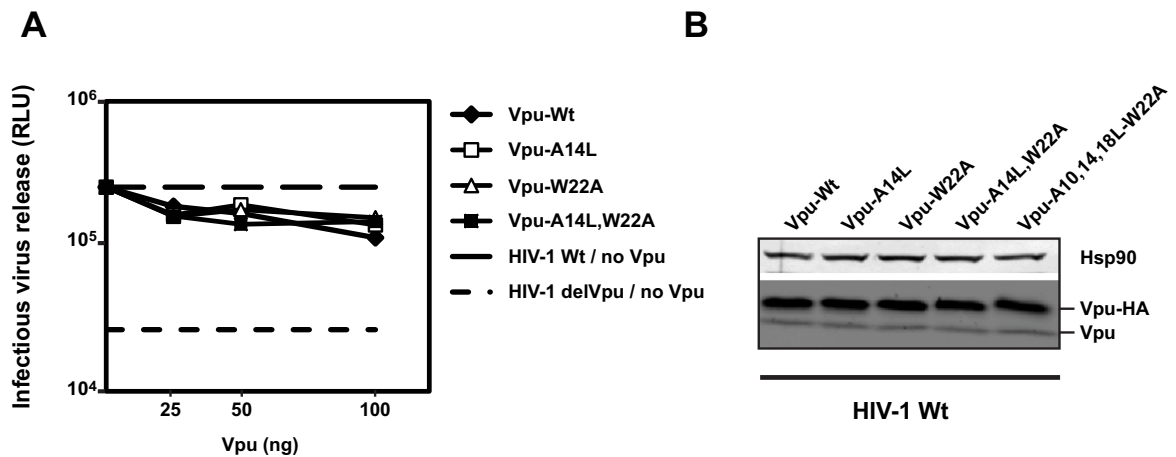 A
Infectious virus release (RLU)
10⁶
10⁵
10⁴
25
50
100
Vpu (ng)
Vpu-Wt
Vpu-A14L
Vpu-W22A
Vpu-A14L,W22A
HIV-1 Wt / no Vpu
HIV-1 delVpu / no Vpu
B
Vpu-Wt
Vpu-A14L
Vpu-W22A
Vpu-A14L,W22A
Vpu-A10,14,18L-W22A
Hsp90
Vpu-HA
Vpu
HIV-1 Wt